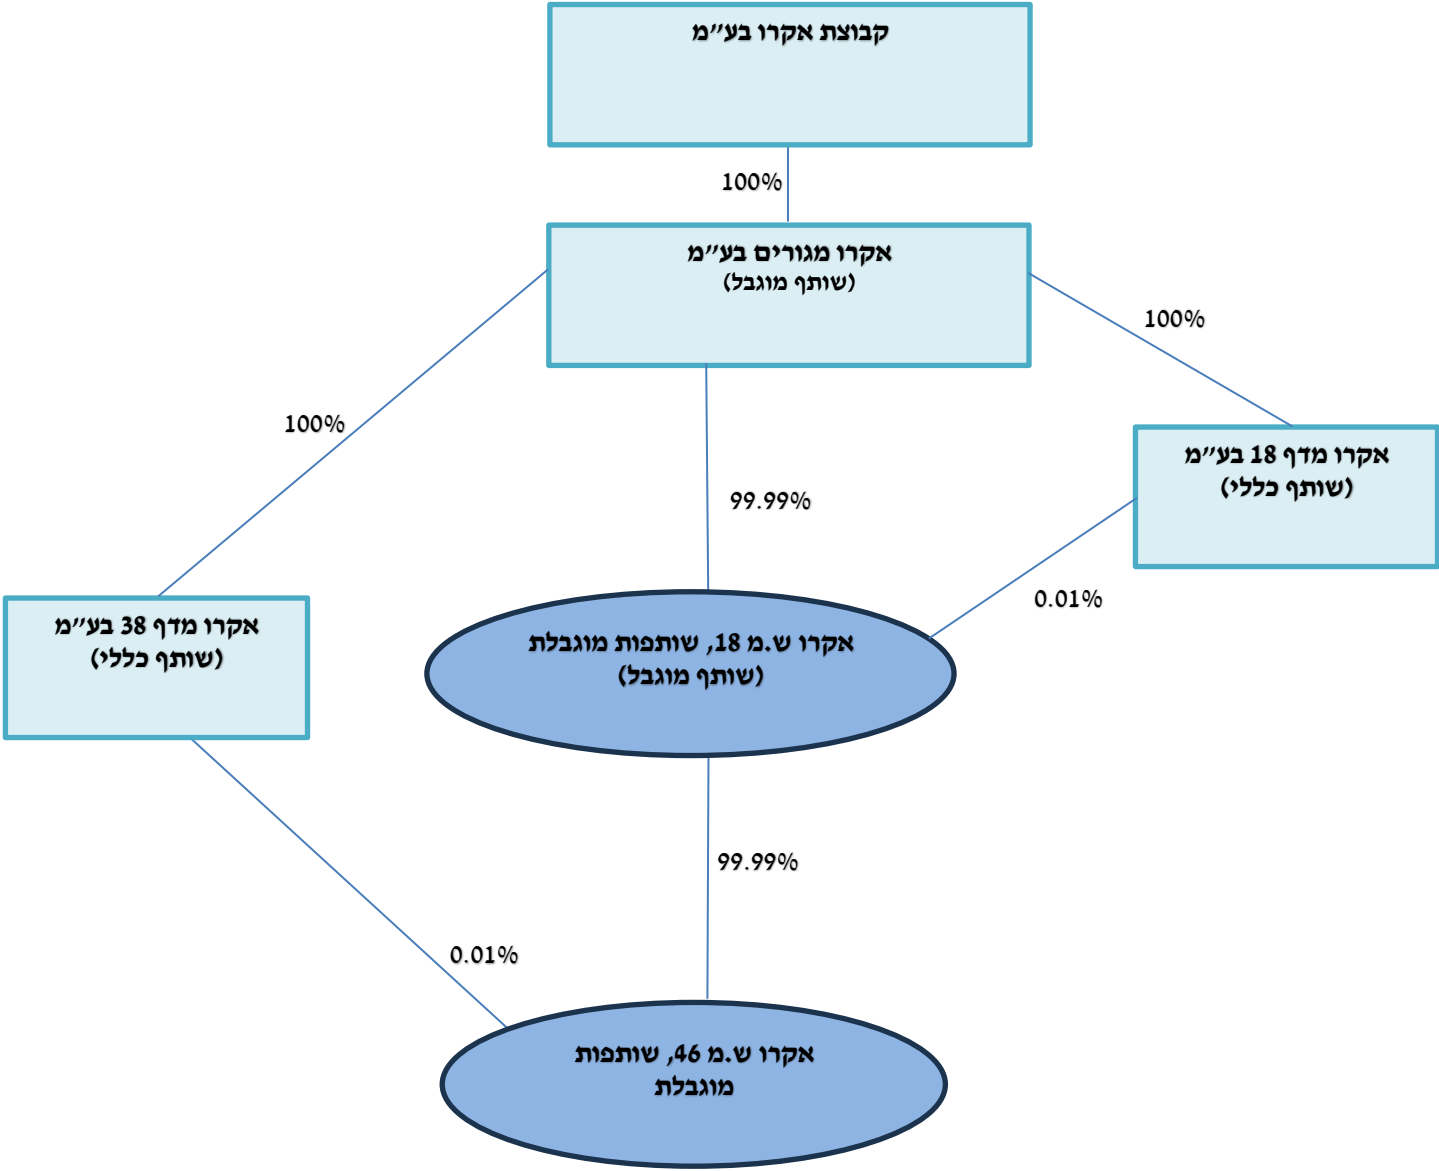 קבוצת אקרו בע"מ
100%
אקרו מגורים בע"מ
(שותף מוגבל)
100%
100%
אקרו מדף 18 בע"מ
(שותף כללי)
99.99%
0.01%
אקרו מדף 38 בע"מ
(שותף כללי)
אקרו ש.מ 18, שותפות מוגבלת
(שותף מוגבל)
99.99%
0.01%
אקרו ש.מ 46, שותפות
מוגבלת